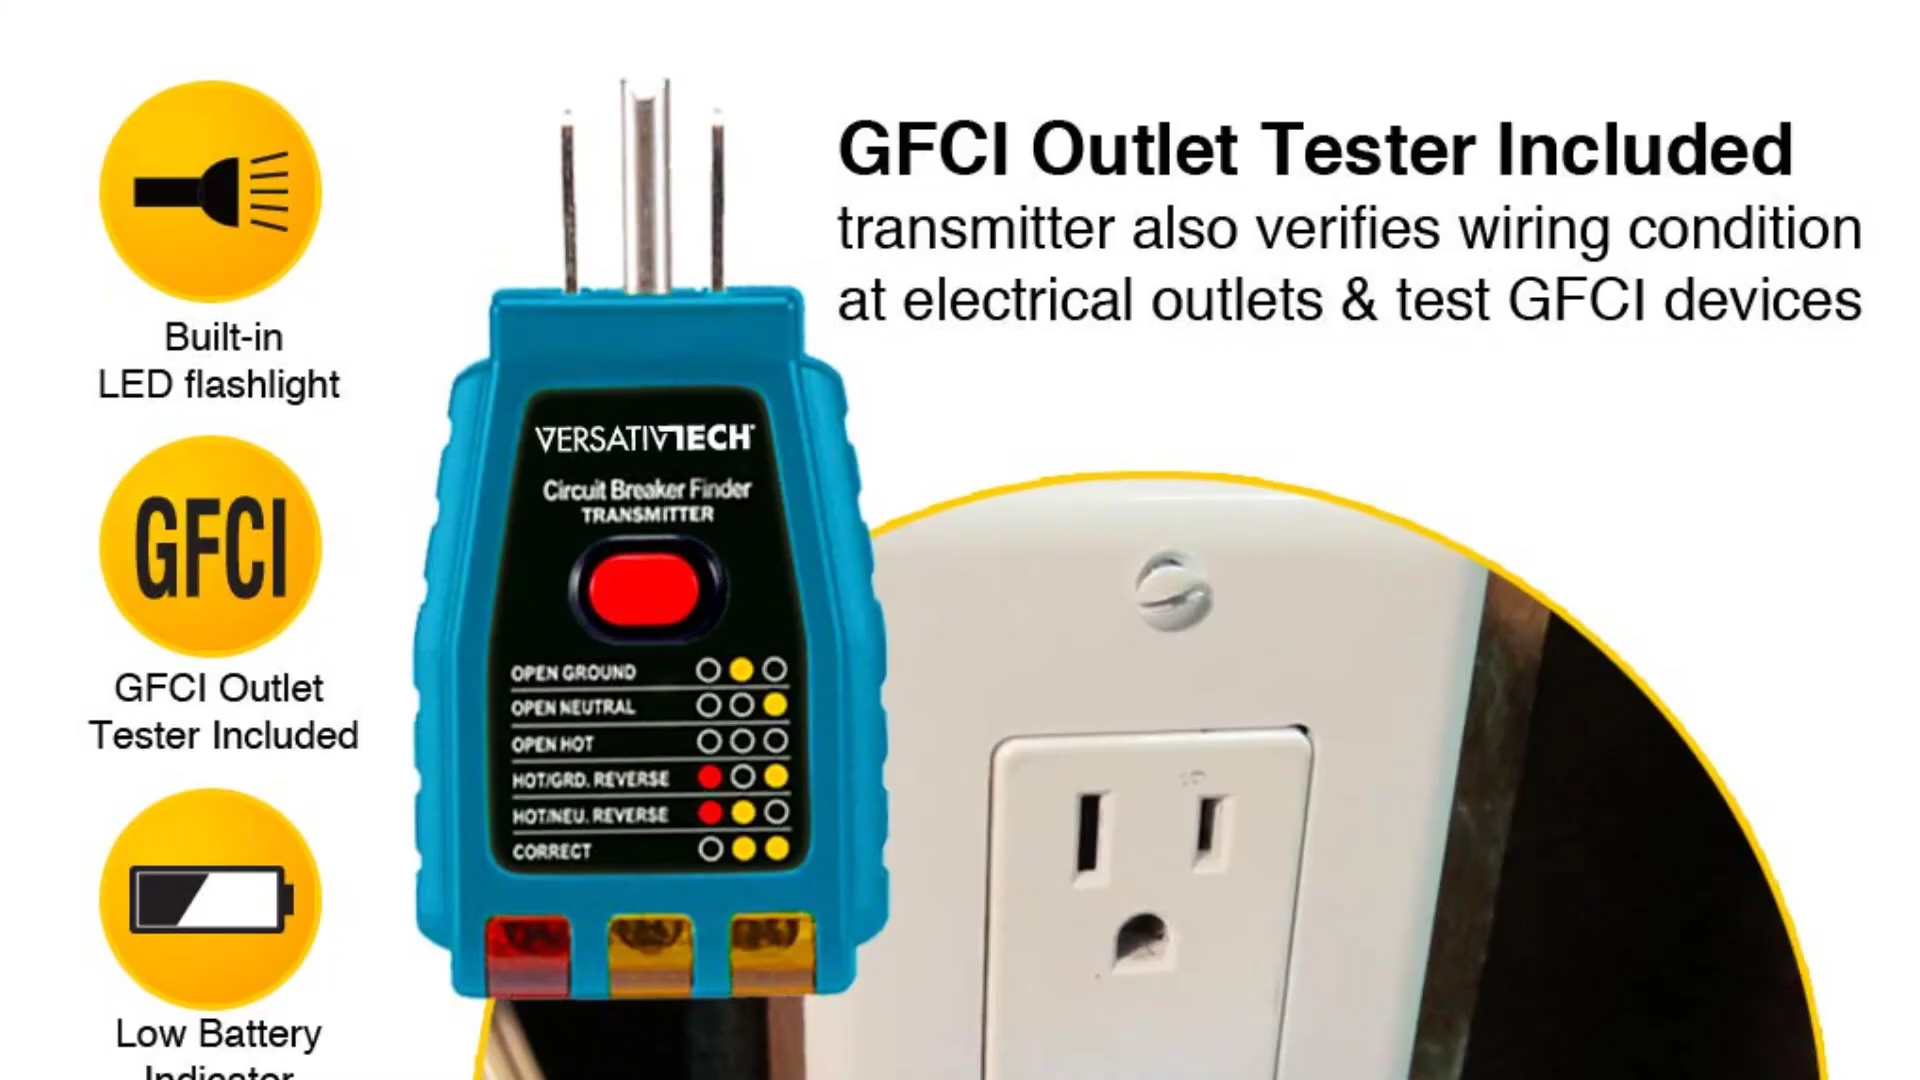 Built-in
LED flashlight
GFCI
GFCI Outlet
Tester Included
Low Battery
Indicator
GFCI Outlet Tester Included
transmitter also verifies wiring condition
at electrical outlets & test GFCI devices
VERSATIVTECH
Circuit Breaker Finder
TRANSMITTER
OPEN GROUND
OPEN NEUTRAL
OPEN HOT
HOT/GRD. REVERSE
HOT/NEU. REVERSE
CORRECT